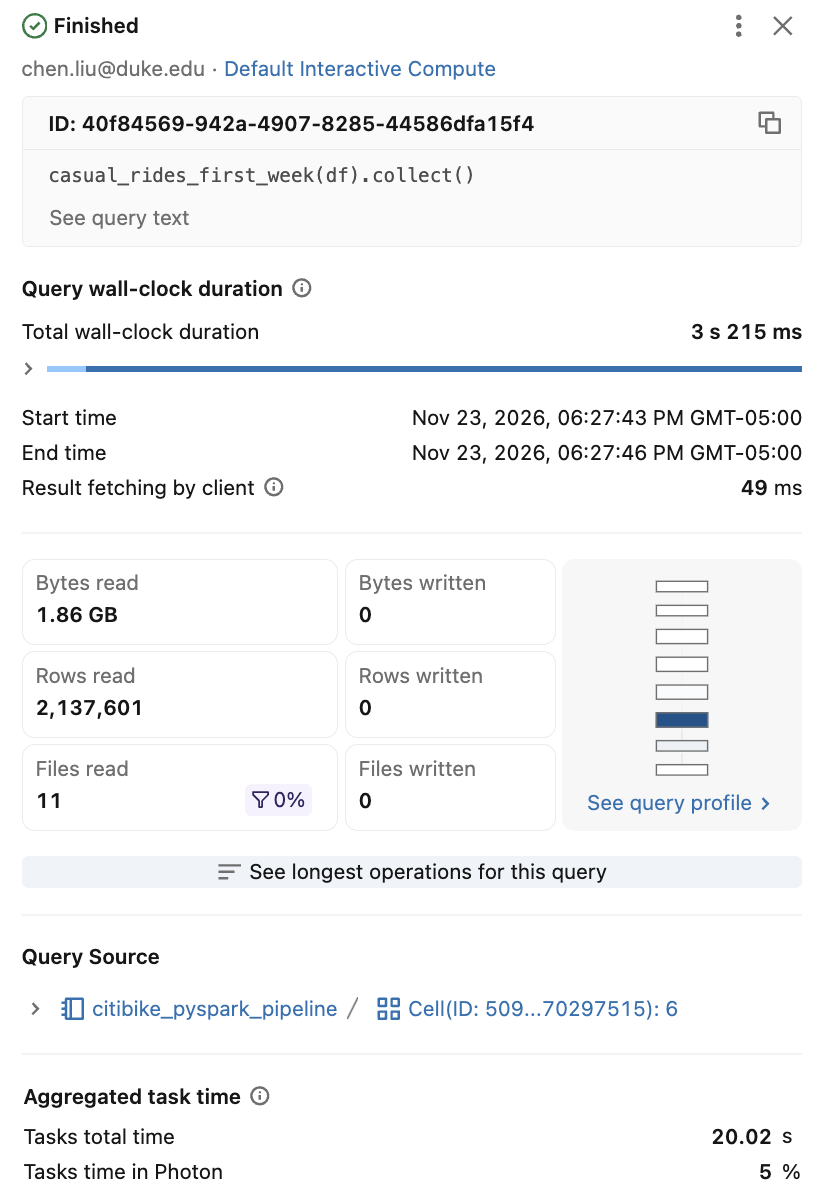 Finished
chen.liu@duke.edu · Default Interactive Compute
ID: 40f84569-942a-4907-8285-44586dfa15f4
casual_rides_first_week(df).collect()
See query text
Query wall-clock duration
Total wall-clock duration 3 s 215 ms
Start time Nov 23, 2026, 06:27:43 PM GMT-05:00
End time Nov 23, 2026, 06:27:46 PM GMT-05:00
Result fetching by client 49 ms
Bytes read
1.86 GB
Bytes written
0
Rows read
2,137,601
Rows written
0
Files read
11 0%
Files written
0
See query profile
See longest operations for this query
Query Source
citibike_pyspark_pipeline / Cell(ID: 509...70297515): 6
Aggregated task time
Tasks total time 20.02 s
Tasks time in Photon 5 %